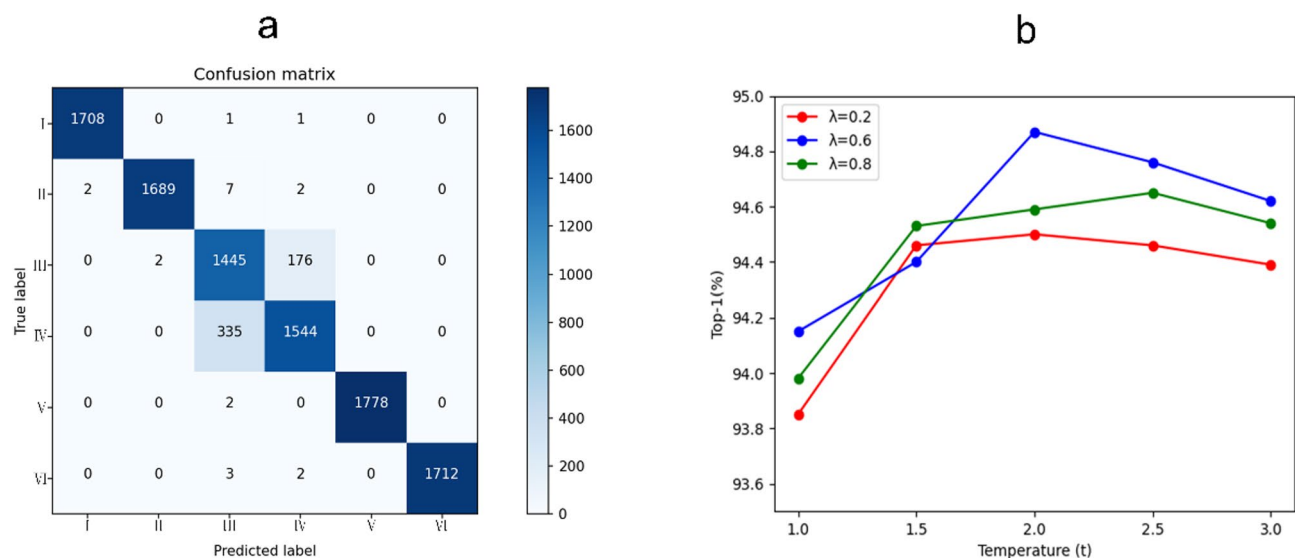 a
Confusion matrix
True label
I 1708 0 1 1 0 0
II 2 1689 7 2 0 0
III 0 2 1445 176 0 0
IV 0 0 335 1544 0 0
V 0 0 2 0 1778 0
VI 0 0 3 2 0 1712
I II III IV V VI
Predicted label
1600
1400
1200
1000
800
600
400
200
0
b
λ=0.2
λ=0.6
λ=0.8
Top-1(%)
95.0
94.8
94.6
94.4
94.2
94.0
93.8
93.6
1.0 1.5 2.0 2.5 3.0
Temperature (t)